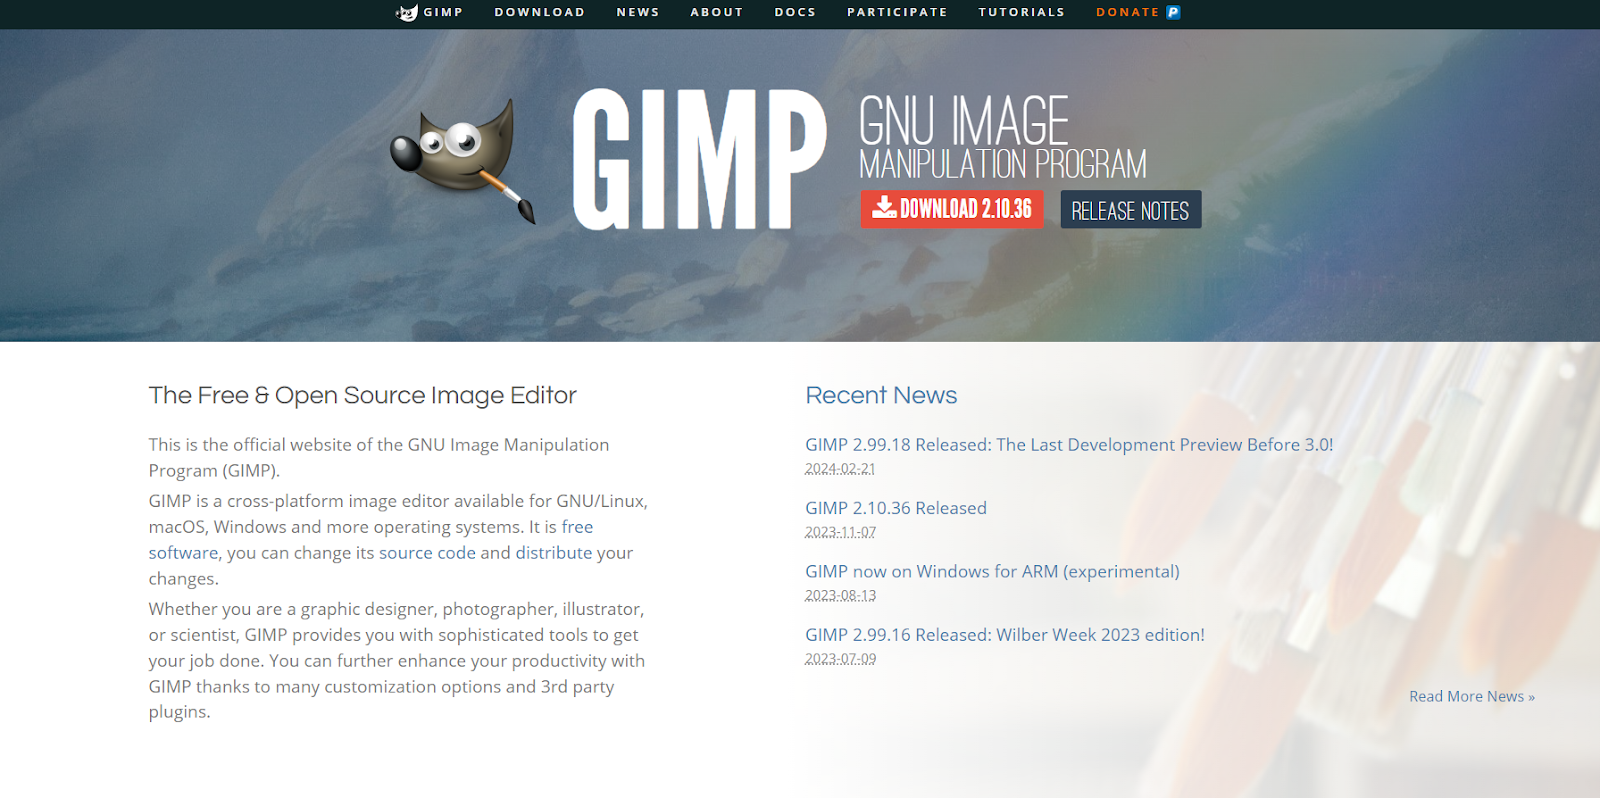 GIMP DOWNLOAD NEWS ABOUT DOCS PARTICIPATE TUTORIALS DONATE
GIMP
GNU IMAGE
MANIPULATION PROGRAM
DOWNLOAD 2.10.36 RELEASE NOTES
The Free & Open Source Image Editor
This is the official website of the GNU Image Manipulation
Program (GIMP).
GIMP is a cross-platform image editor available for GNU/Linux,
macOS, Windows and more operating systems. It is free
software, you can change its source code and distribute your
changes.
Whether you are a graphic designer, photographer, illustrator,
or scientist, GIMP provides you with sophisticated tools to get
your job done. You can further enhance your productivity with
GIMP thanks to many customization options and 3rd party
plugins.
Recent News
GIMP 2.99.18 Released: The Last Development Preview Before 3.0!
2024-02-21
GIMP 2.10.36 Released
2023-11-07
GIMP now on Windows for ARM (experimental)
2023-08-13
GIMP 2.99.16 Released: Wilber Week 2023 edition!
2023-07-09
Read More News »